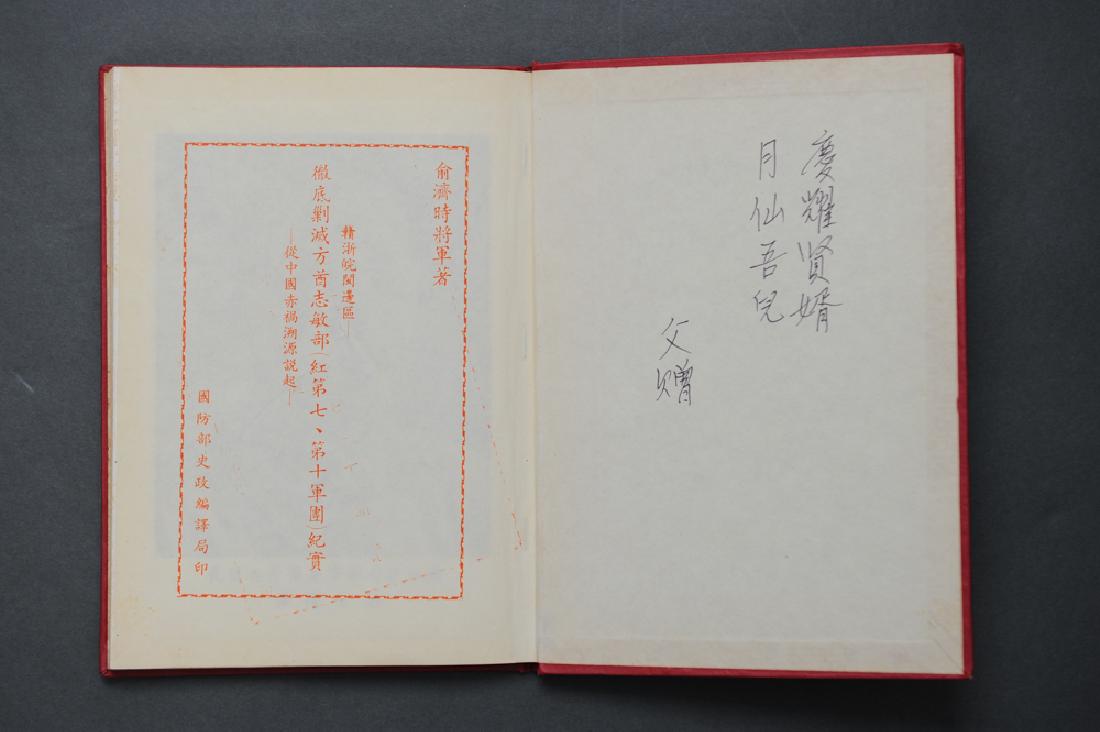 慶耀賢婿
月仙吾兒
父贈
俞濟時將軍著
贛浙皖閩邊區—
徹底剿滅方酋志敏部(紅第七、第十軍團)紀實
—從中國赤禍溯源説起—
國防部史政編譯局印